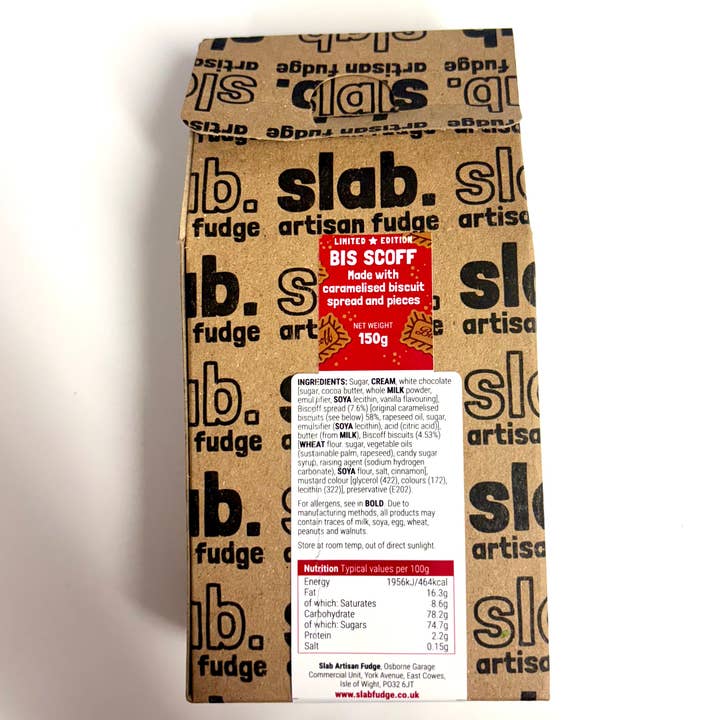 slab.
artisan fudge
LIMITED ★ EDITION
BIS SCOFF
Made with
caramelised biscuit
spread and pieces
NET WEIGHT
150g
INGREDIENTS: Sugar, CREAM, white chocolate
[sugar, cocoa butter, whole MILK powder,
emulsifier, SOYA lecithin, vanilla flavouring],
Biscoff spread (7.6%) [original caramelised
biscuits (see below) 58%, rapeseed oil, sugar,
emulsifier (SOYA lecithin), acid (citric acid)],
butter (from MILK), Biscoff biscuits (4.53%)
[WHEAT flour, sugar, vegetable oils
(sustainable palm, rapeseed), candy sugar
syrup, raising agent (sodium hydrogen
carbonate), SOYA flour, salt, cinnamon],
mustard colour [glycerol (422), colours (172),
lecithin (322)], preservative (E202).
For allergens, see in BOLD. Due to
manufacturing methods, all products may
contain traces of milk, soya, egg, wheat,
peanuts and walnuts.
Store at room temp, out of direct sunlight.
Nutrition Typical values per 100g
Energy 1956kJ/464kcal
Fat 16.3g
of which: Saturates 8.6g
Carbohydrate 78.2g
of which: Sugars 74.7g
Protein 2.2g
Salt 0.15g
Slab Artisan Fudge, Osborne Garage
Commercial Unit, York Avenue, East Cowes,
Isle of Wight, PO32 6JT
www.slabfudge.co.uk